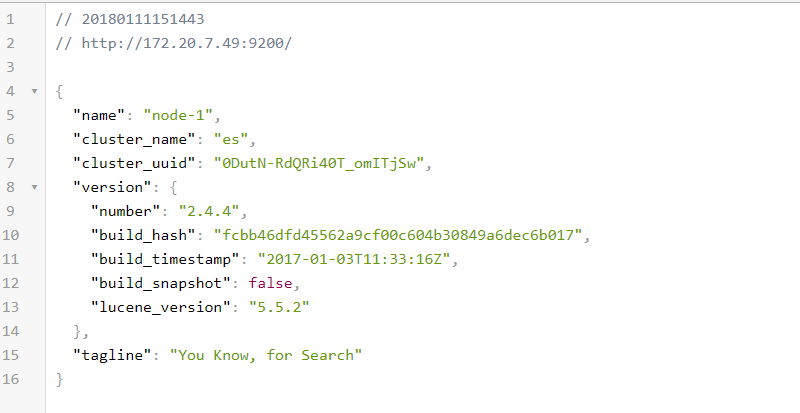 1 // 20180111151443
2 // http://172.20.7.49:9200/
3
4 {
5 "name": "node-1",
6 "cluster_name": "es",
7 "cluster_uuid": "0DutN-RdQRi40T_omITjSw",
8 "version": {
9 "number": "2.4.4",
10 "build_hash": "fcbb46dfd45562a9cf00c604b30849a6dec6b017",
11 "build_timestamp": "2017-01-03T11:33:16Z",
12 "build_snapshot": false,
13 "lucene_version": "5.5.2"
14 },
15 "tagline": "You Know, for Search"
16 }